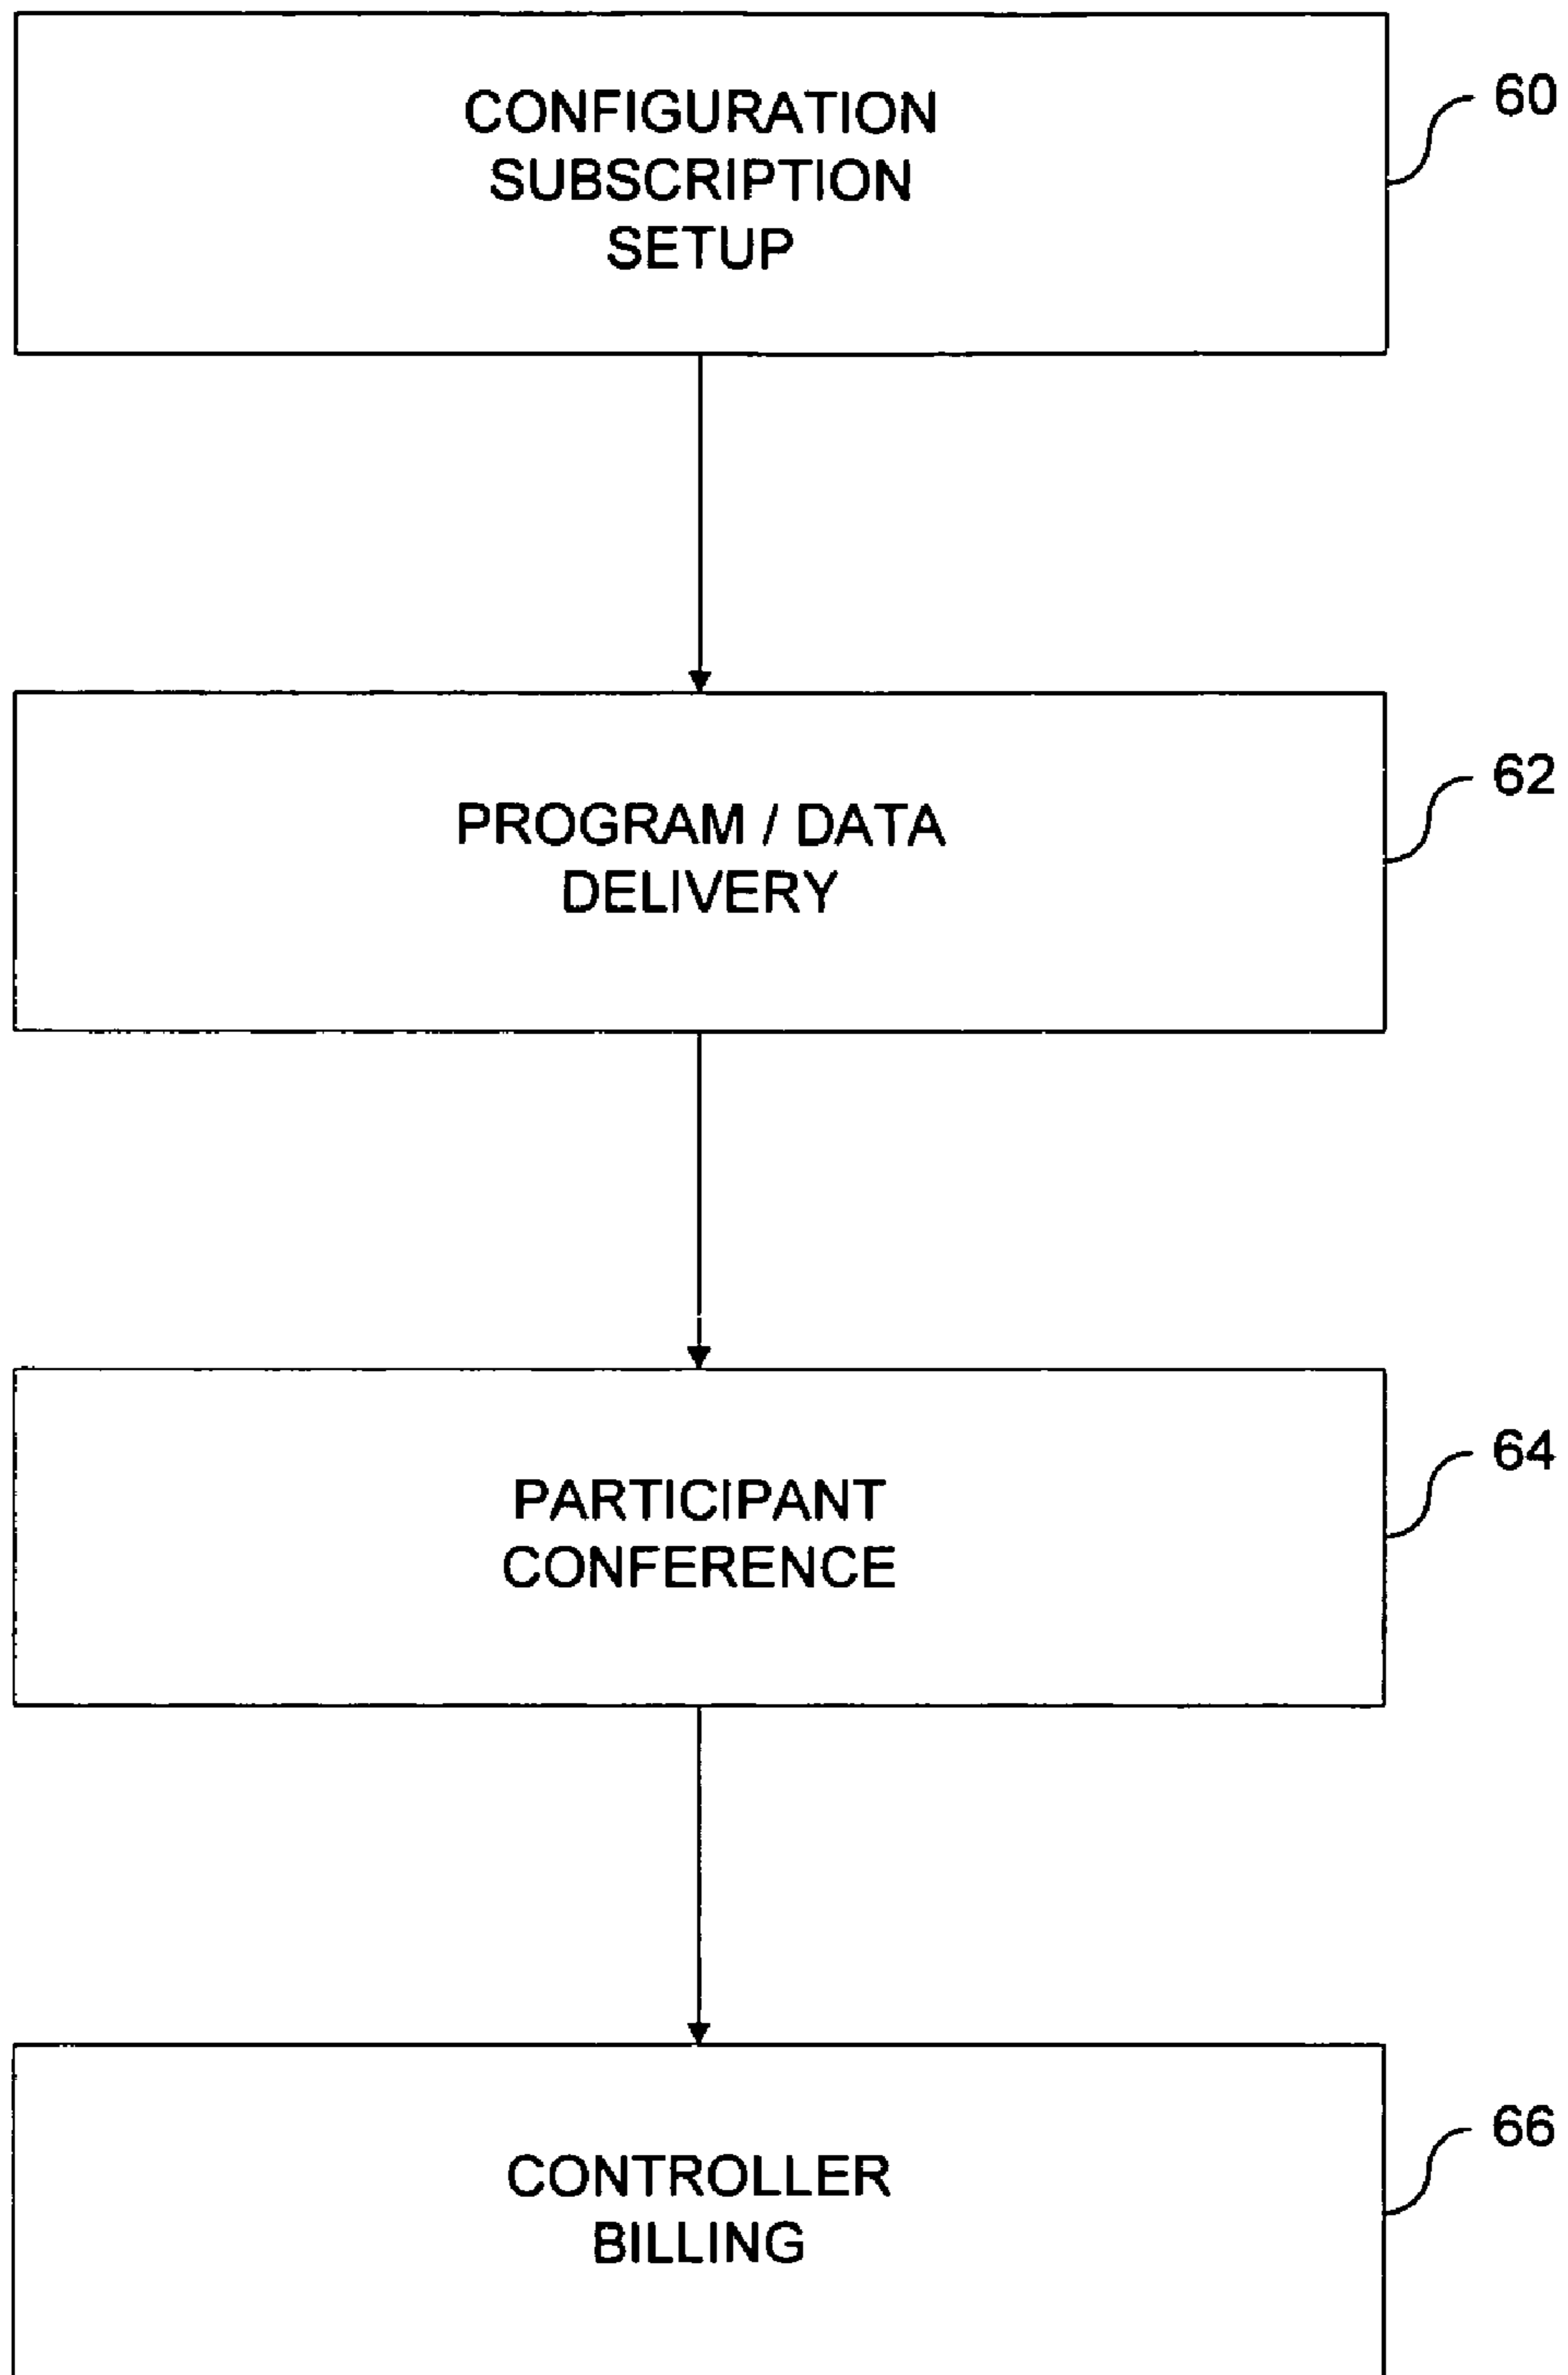 CONFIGURATION
SUBSCRIPTION
SETUP
60
PROGRAM / DATA
DELIVERY
62
PARTICIPANT
CONFERENCE
64
CONTROLLER
BILLING
66